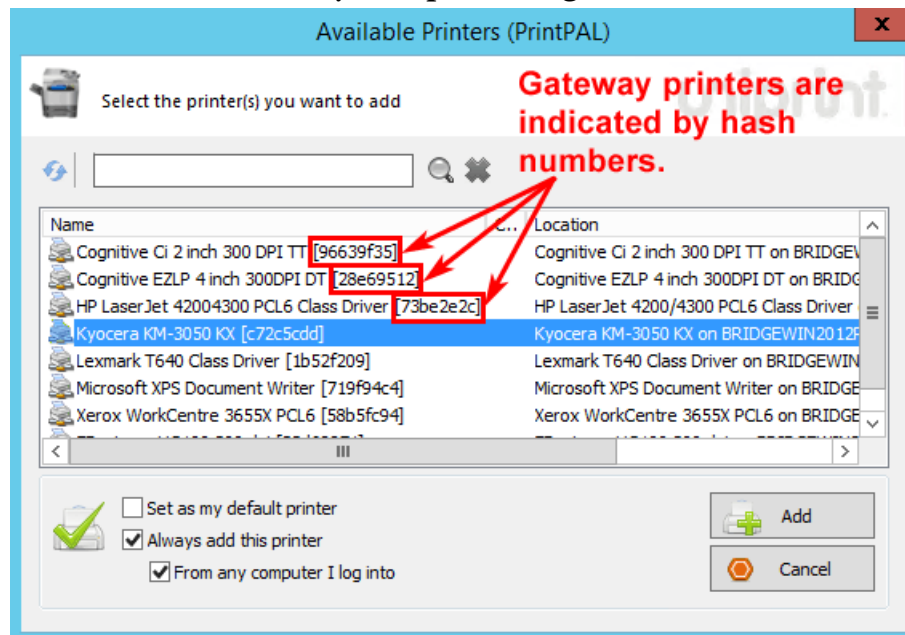 Available Printers (PrintPAL)
x
Select the printer(s) you want to add
Gateway printers are
indicated by hash
numbers.
Name C.. Location
Cognitive Ci 2 inch 300 DPI TT [96639f35] Cognitive Ci 2 inch 300 DPI TT on BRIDGEW
Cognitive EZLP 4 inch 300DPI DT [28e69512] Cognitive EZLP 4 inch 300DPI DT on BRIDG
HP LaserJet 42004300 PCL6 Class Driver [73be2e2c] HP LaserJet 4200/4300 PCL6 Class Driver
Kyocera KM-3050 KX [c72c5cdd] Kyocera KM-3050 KX on BRIDGEWIN2012R
Lexmark T640 Class Driver [1b52f209] Lexmark T640 Class Driver on BRIDGEWIN
Microsoft XPS Document Writer [719f94c4] Microsoft XPS Document Writer on BRIDGE
Xerox WorkCentre 3655X PCL6 [58b5fc94] Xerox WorkCentre 3655X PCL6 on BRIDGE
Set as my default printer
Always add this printer
From any computer I log into
Add
Cancel